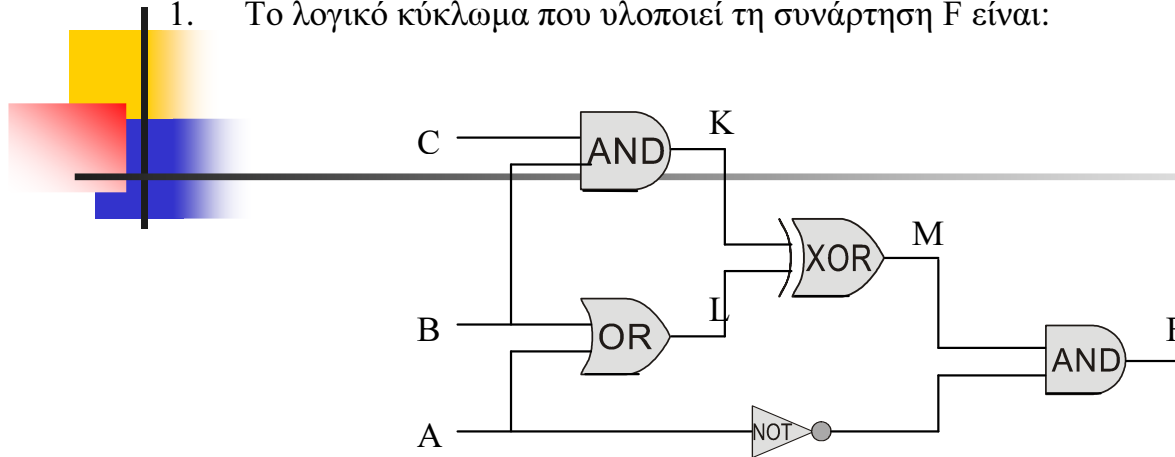 1. Το λογικό κύκλωμα που υλοποιεί τη συνάρτηση F είναι:
K
C
AND
M
XOR
L
B
OR
AND
A
NOT